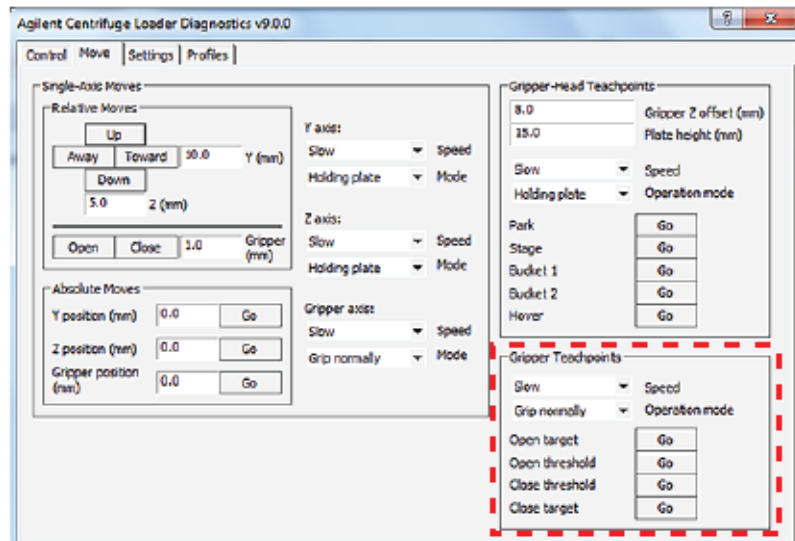 Agilent Centrifuge Loader Diagnostics v9.0.0
Control Move Settings Profiles
Single-Axis Moves
Relative Moves
Up
Away Toward 10.0 Y (mm)
Down
5.0 Z (mm)
Open Close 1.0 Gripper (mm)
Absolute Moves
Y position (mm) 0.0 Go
Z position (mm) 0.0 Go
Gripper position (mm) 0.0 Go
Y axis:
Slow Speed
Holding plate Mode
Z axis:
Slow Speed
Holding plate Mode
Gripper axis:
Slow Speed
Grip normally Mode
Gripper-Head Teachpoints
8.0 Gripper Z offset (mm)
15.0 Plate height (mm)
Slow Speed
Holding plate Operation mode
Park Go
Stage Go
Bucket 1 Go
Bucket 2 Go
Hover Go
Gripper Teachpoints
Slow Speed
Grip normally Operation mode
Open target Go
Open threshold Go
Close threshold Go
Close target Go